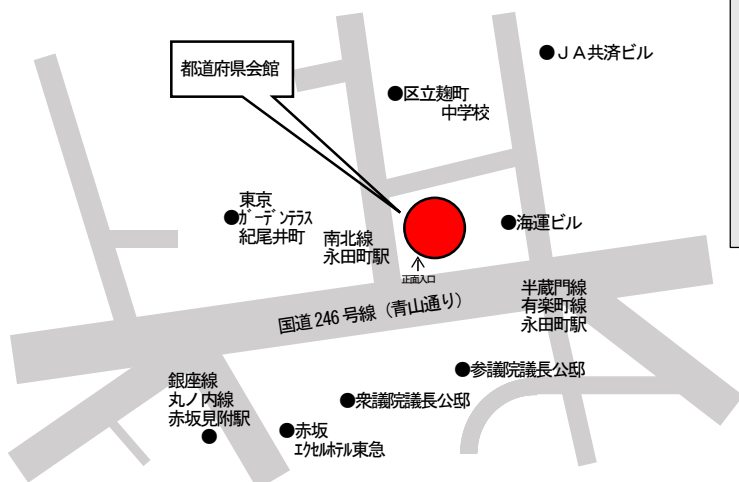 都道府県会館
●ＪＡ共済ビル
●区立麹町
中学校
東京
●ガーデンテラス
紀尾井町
南北線
永田町駅
●海運ビル
正面入口
国道246号線（青山通り）
半蔵門線
有楽町線
永田町駅
●参議院議長公邸
●衆議院議長公邸
銀座線
丸ノ内線
赤坂見附駅
●赤坂
エクセルホテル東急